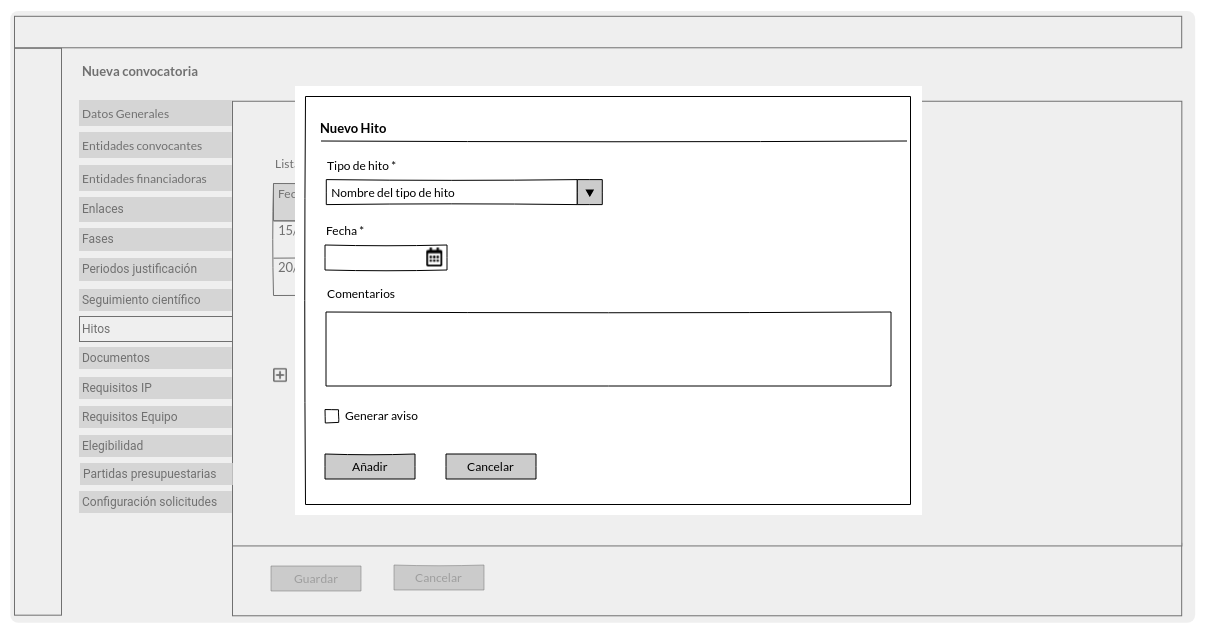 Nueva convocatoria
Datos Generales
Entidades convocantes
Entidades financiadoras
Enlaces
Fases
Periodos justificación
Seguimiento científico
Hitos
Documentos
Requisitos IP
Requisitos Equipo
Elegibilidad
Partidas presupuestarias
Configuración solicitudes
List
Fec
15/
20/
Nuevo Hito
Tipo de hito *
Nombre del tipo de hito
Fecha *
Comentarios
Generar aviso
Añadir
Cancelar
Guardar
Cancelar